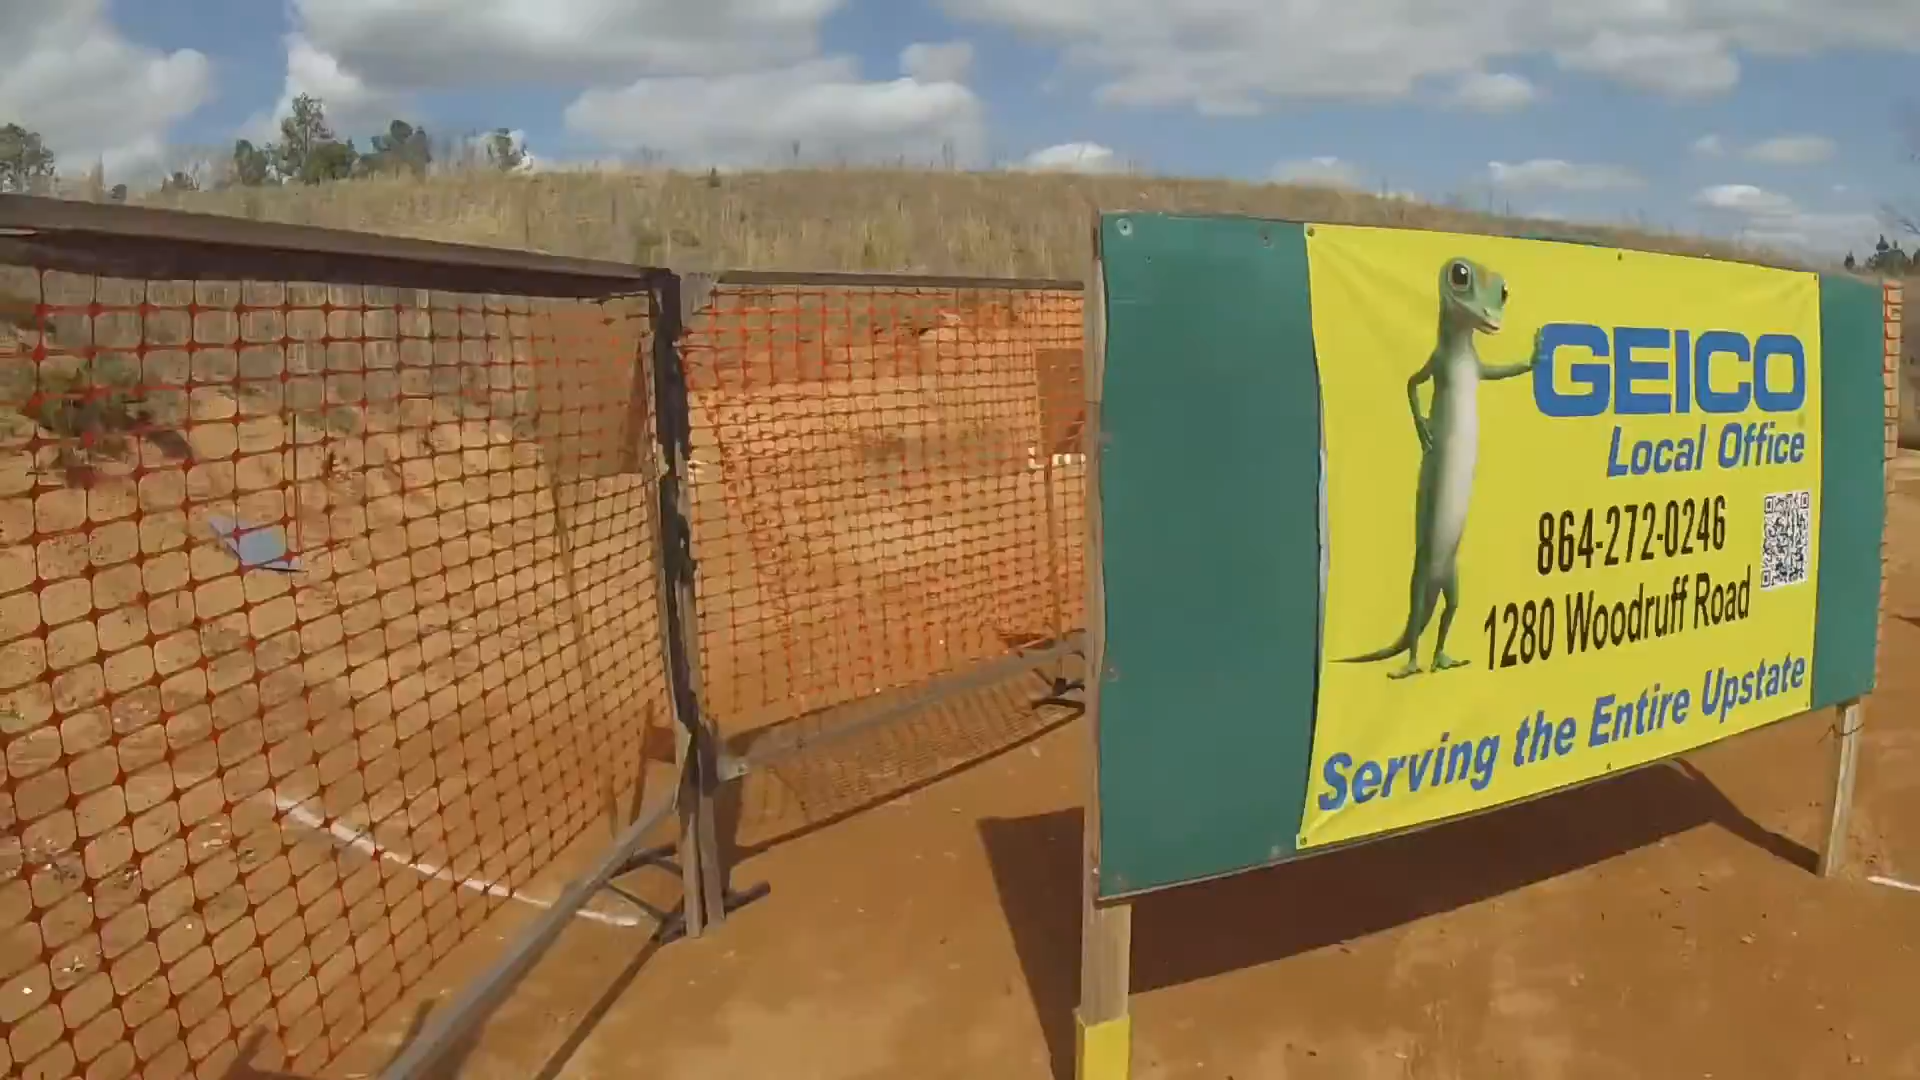 GEICO
Local Office
864-272-0246
1280 Woodruff Road
Serving the Entire Upstate